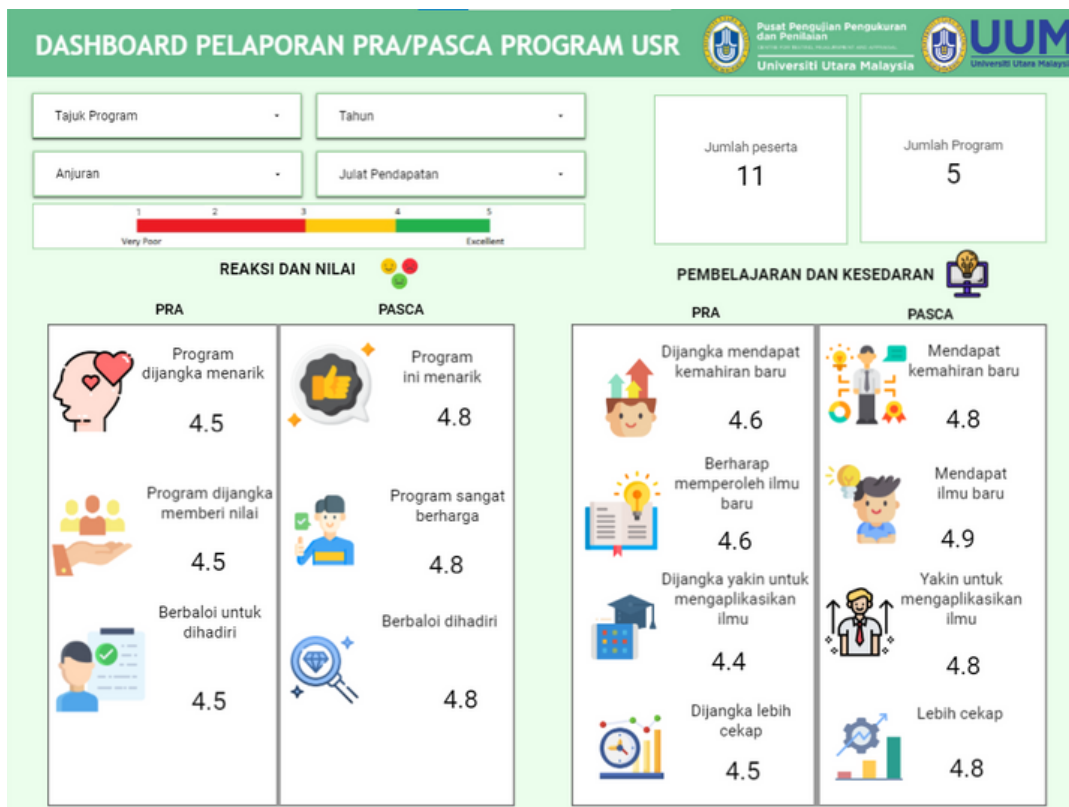 DASHBOARD PELAPORAN PRA/PASCA PROGRAM USR
Pusat Pengujian Pengukuran
dan Penilaian
Universiti Utara Malaysia
UUM
Universiti Utara Malaysia
Tajuk Program
Tahun
Anjuran
Julat Pendapatan
Jumlah peserta
11
Jumlah Program
5
1 2 3 4 5
Very Poor
Excellent
REAKSI DAN NILAI
PRA
PASCA
Program
dijangka menarik
4.5
Program
ini menarik
4.8
Program dijangka
memberi nilai
4.5
Program sangat
berharga
4.8
Berbaloi untuk
dihadiri
4.5
Berbaloi dihadiri
4.8
PEMBELAJARAN DAN KESEDARAN
PRA
PASCA
Dijangka mendapat
kemahiran baru
4.6
Mendapat
kemahiran baru
4.8
Berharap
memperoleh ilmu
baru
4.6
Mendapat
ilmu baru
4.9
Dijangka yakin untuk
mengaplikasikan
ilmu
4.4
Yakin untuk
mengaplikasikan
ilmu
4.8
Dijangka lebih
cekap
4.5
Lebih cekap
4.8